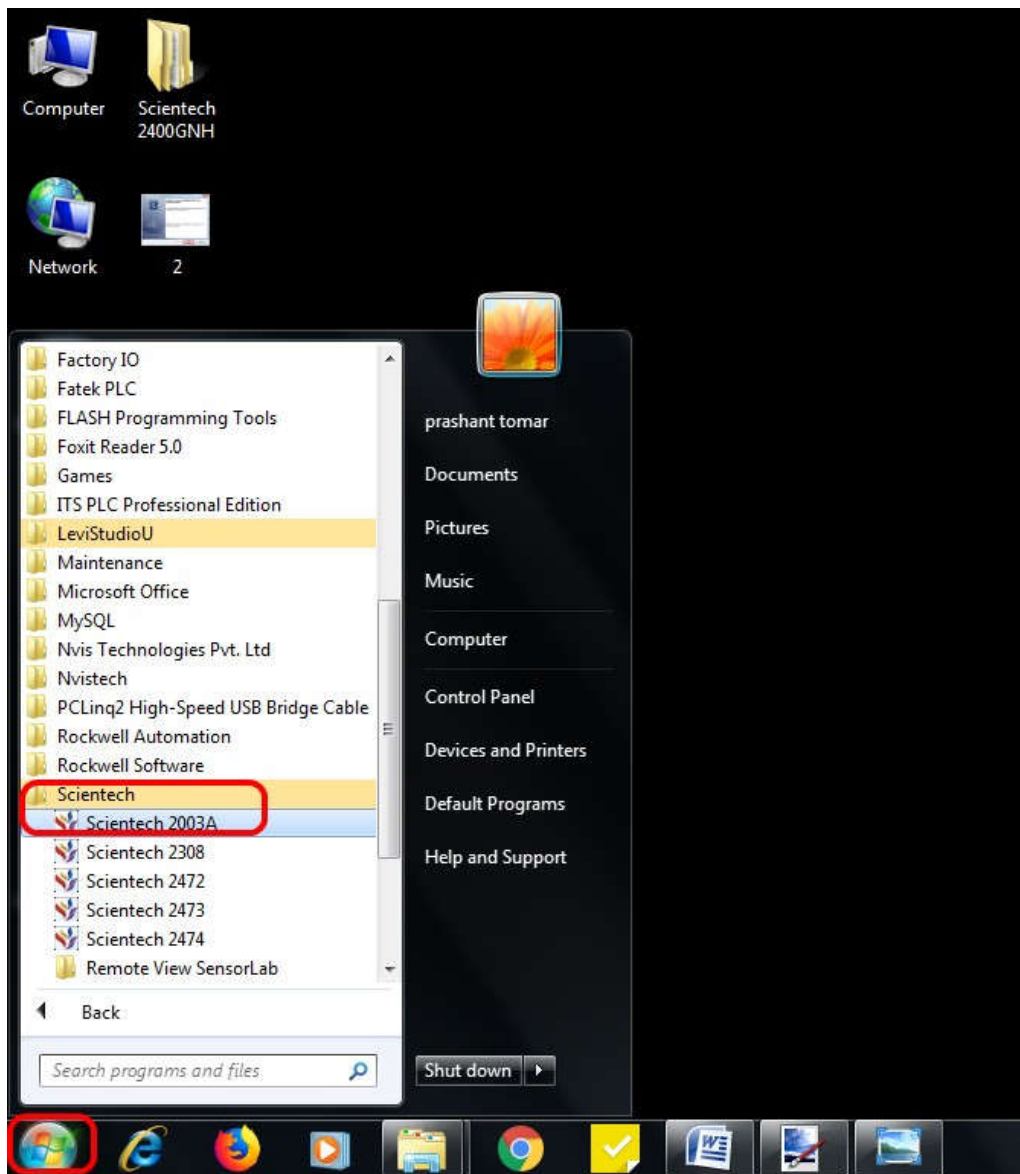 Computer
Scientech
2400GNH
Network
2
Factory IO
Fatek PLC
FLASH Programming Tools
Foxit Reader 5.0
Games
ITS PLC Professional Edition
LeviStudioU
Maintenance
Microsoft Office
MySQL
Nvis Technologies Pvt. Ltd
Nvistech
PCLinq2 High-Speed USB Bridge Cable
Rockwell Automation
Rockwell Software
Scientech
Scientech 2003A
Scientech 2308
Scientech 2472
Scientech 2473
Scientech 2474
Remote View SensorLab
Back
Search programs and files
prashant tomar
Documents
Pictures
Music
Computer
Control Panel
Devices and Printers
Default Programs
Help and Support
Shut down